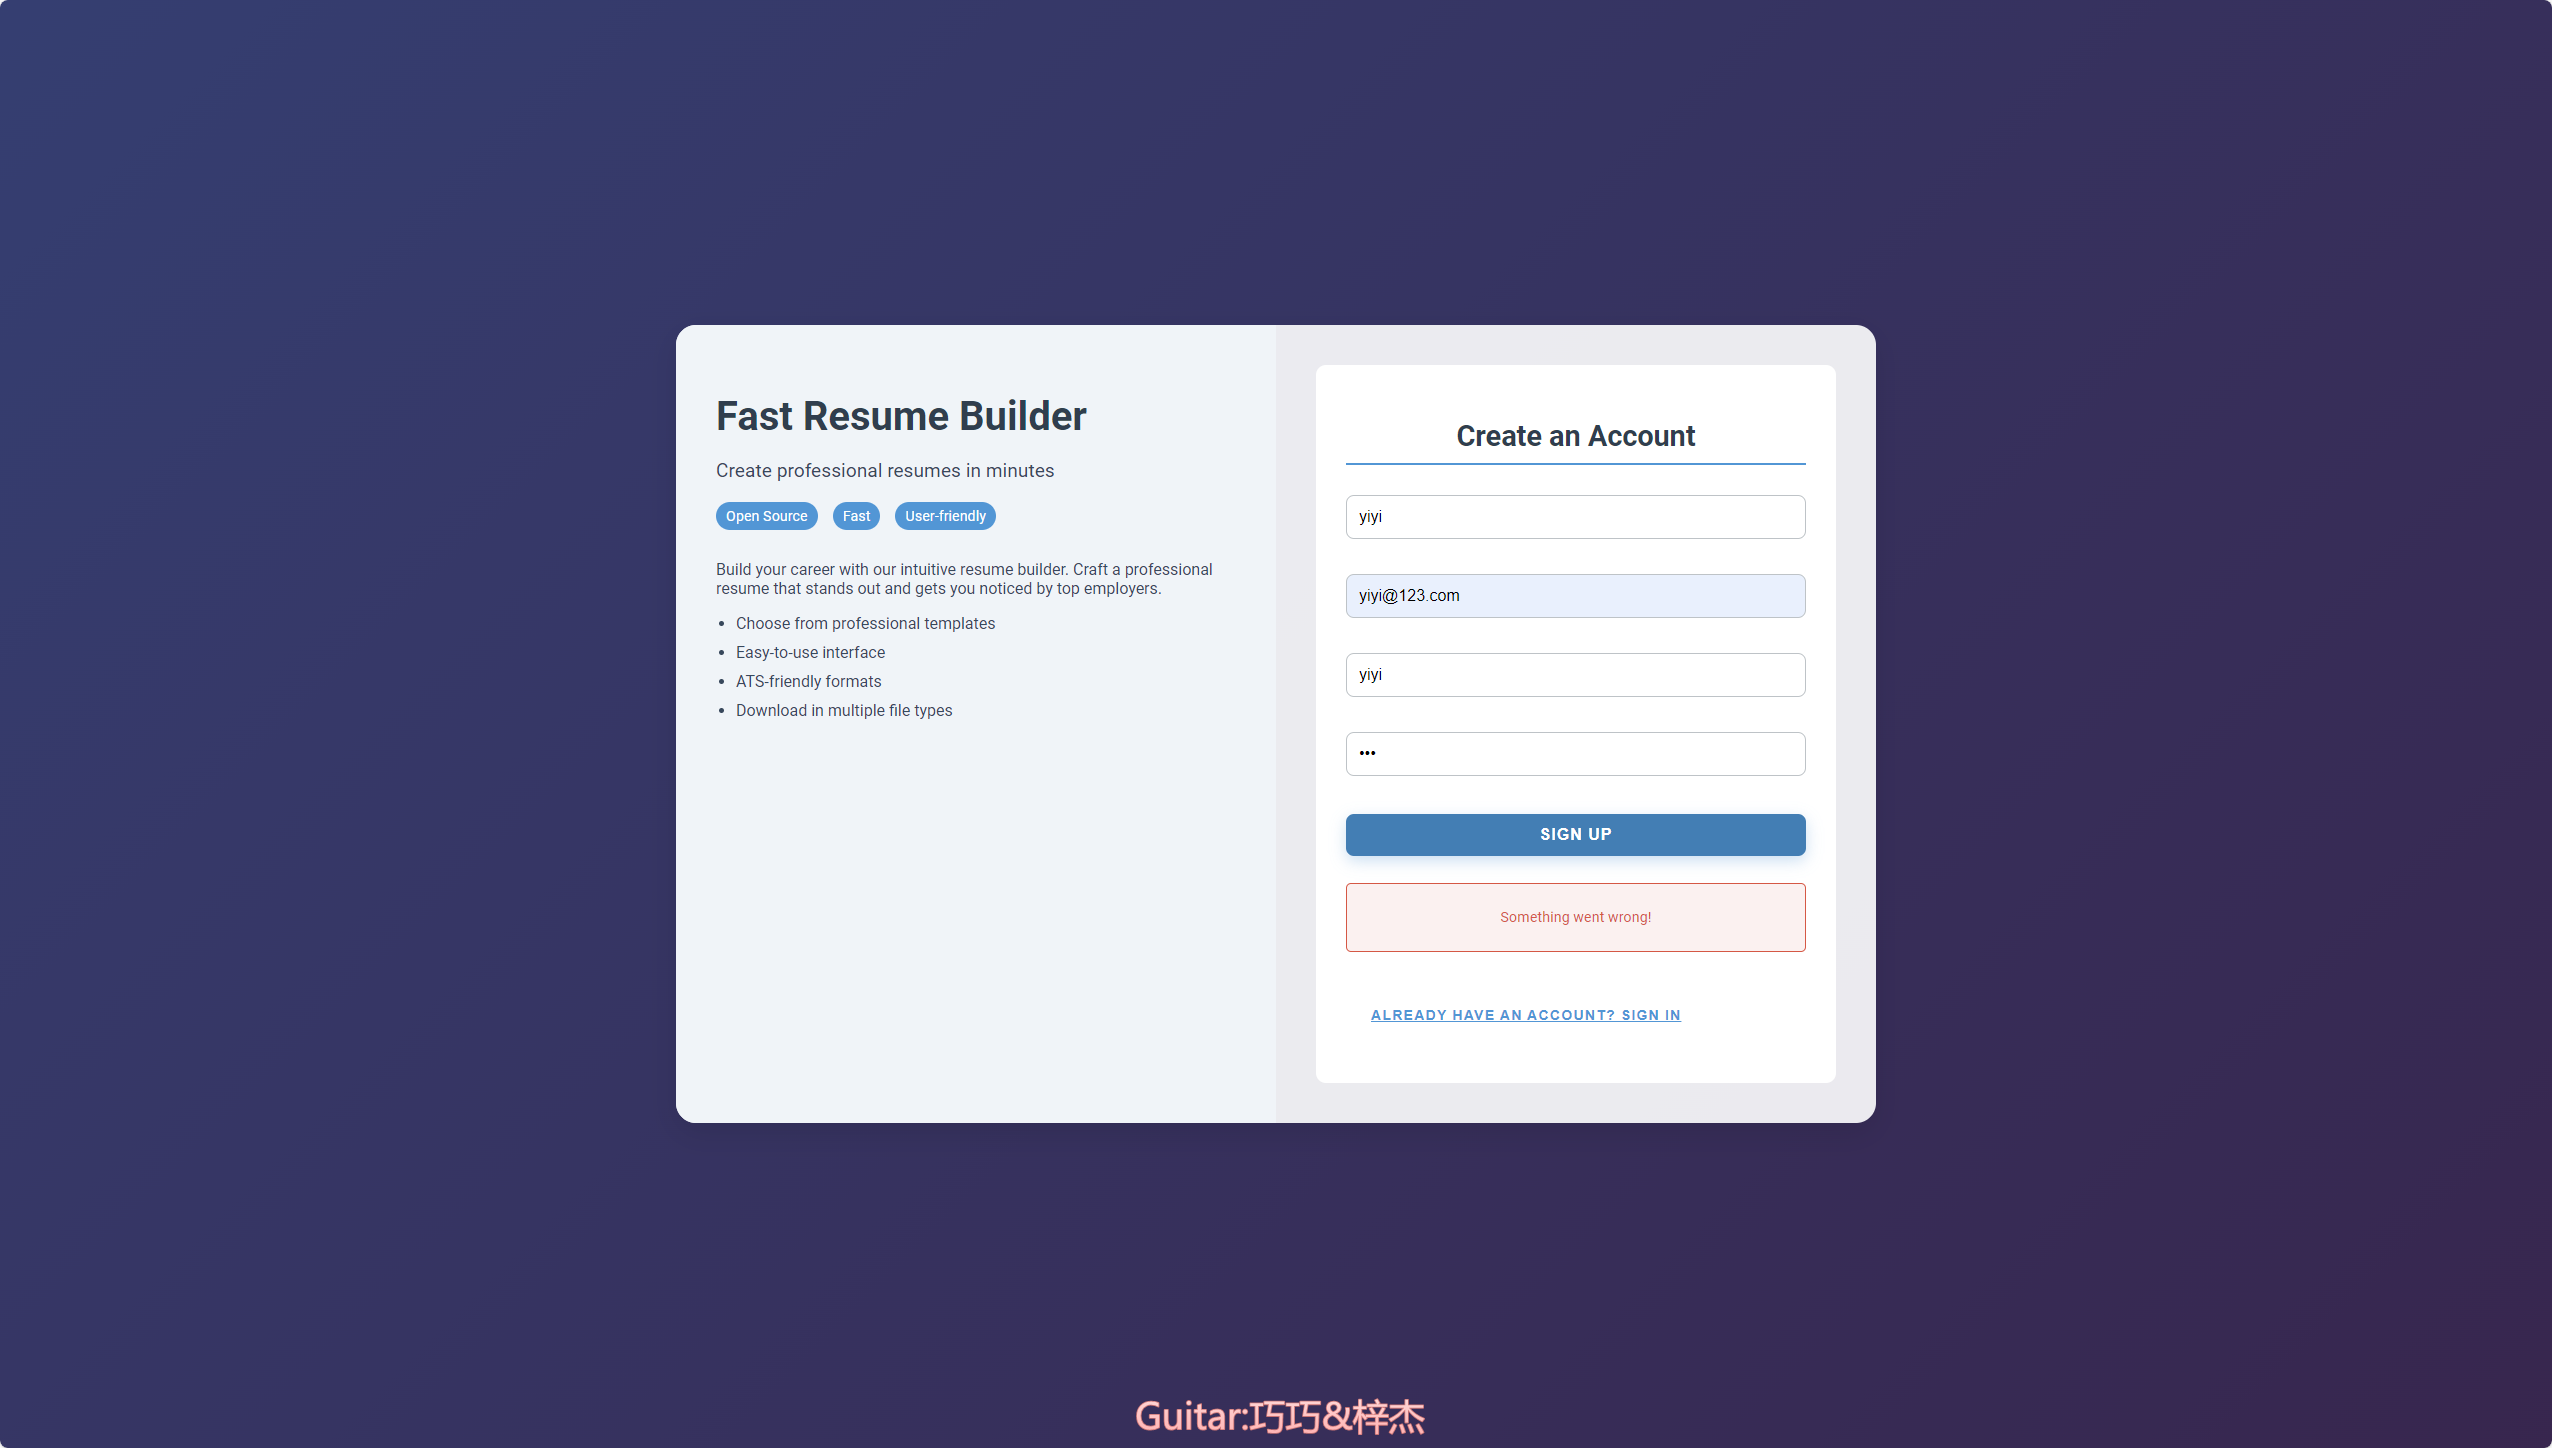 Fast Resume Builder
Create professional resumes in minutes
Open Source Fast User-friendly
Build your career with our intuitive resume builder. Craft a professional
resume that stands out and gets you noticed by top employers.
• Choose from professional templates
• Easy-to-use interface
• ATS-friendly formats
• Download in multiple file types
Create an Account
yiyi
yiyi@123.com
yiyi
•••
SIGN UP
Something went wrong!
ALREADY HAVE AN ACCOUNT? SIGN IN
Guitar:巧巧&梓杰